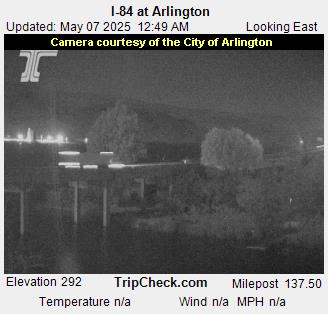 I-84 at Arlington
Updated: May 07 2025 12:49 AM Looking East
Camera courtesy of the City of Arlington
Elevation 292 TripCheck.com Milepost 137.50
Temperature n/a Wind n/a MPH n/a